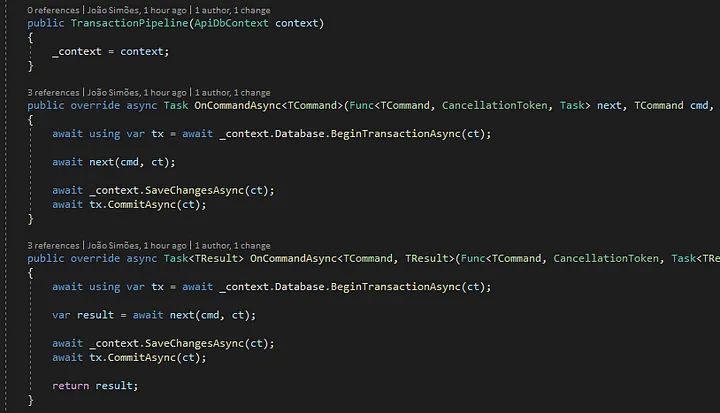 0 references | João Simões, 1 hour ago | 1 author, 1 change
public TransactionPipeline(ApiDbContext context)
{
_context = context;
}
3 references | João Simões, 1 hour ago | 1 author, 1 change
public override async Task OnCommandAsync<TCommand>(Func<TCommand, CancellationToken, Task> next, TCommand cmd,
{
await using var tx = await _context.Database.BeginTransactionAsync(ct);
await next(cmd, ct);
await _context.SaveChangesAsync(ct);
await tx.CommitAsync(ct);
}
3 references | João Simões, 1 hour ago | 1 author, 1 change
public override async Task<TResult> OnCommandAsync<TCommand, TResult>(Func<TCommand, CancellationToken, Task<TRe
{
await using var tx = await _context.Database.BeginTransactionAsync(ct);
var result = await next(cmd, ct);
await _context.SaveChangesAsync(ct);
await tx.CommitAsync(ct);
return result;
}